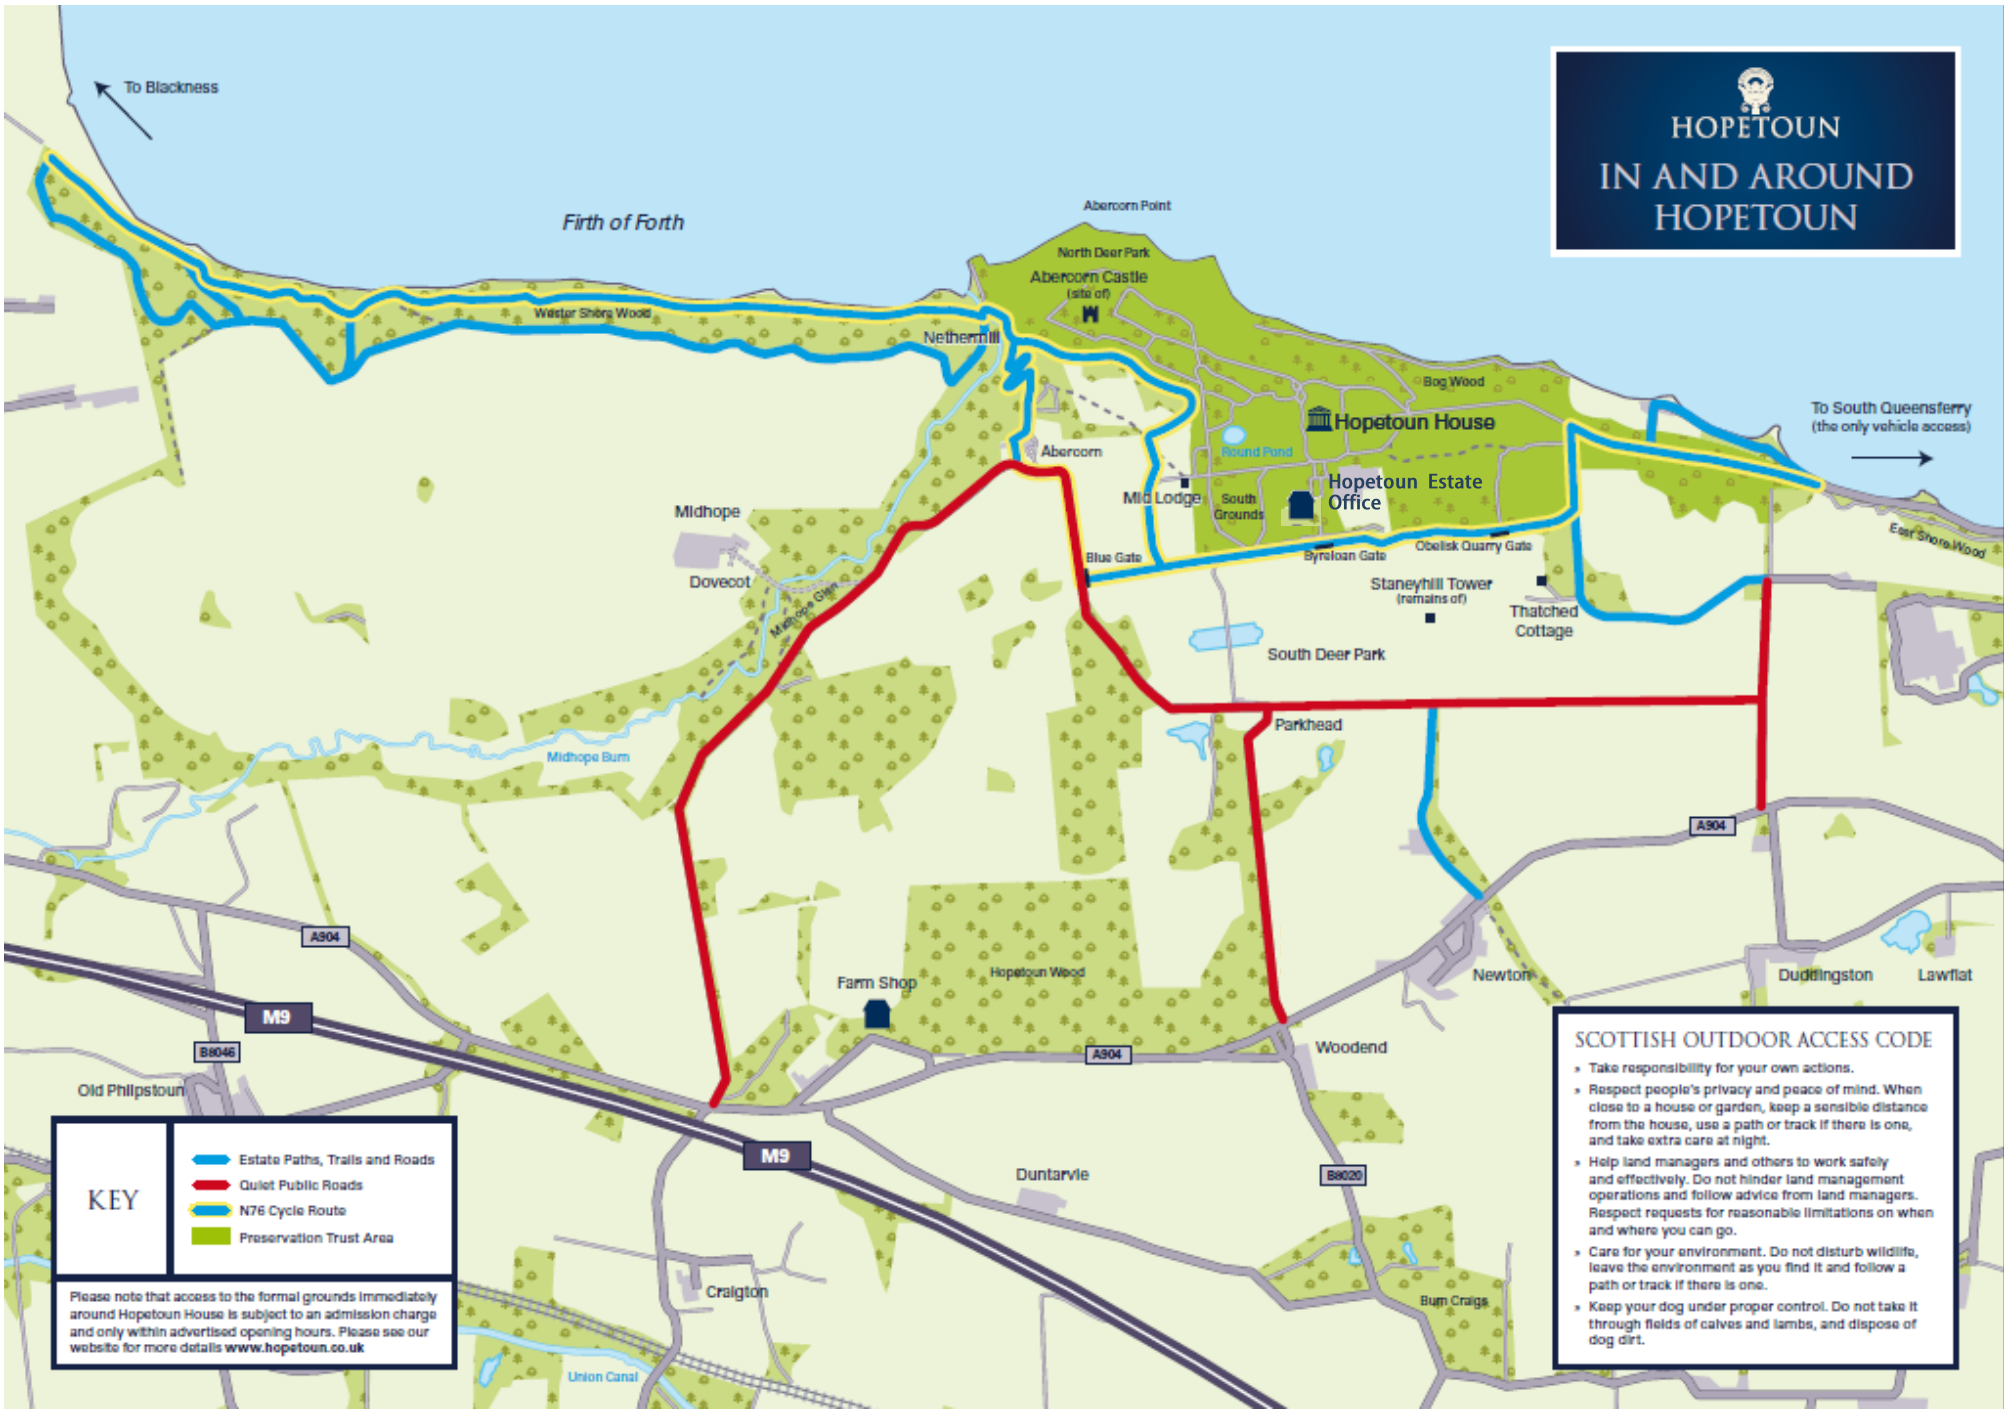 To Blackness
HOPETOUN
IN AND AROUND
HOPETOUN
Firth of Forth
Abercorn Point
North Deer Park
Abercorn Castle
(site of)
Wester Shore Wood
Nethermill
Bog Wood
To South Queensferry
(the only vehicle access)
Hopetoun House
Abercorn
Round Pond
Hopetoun Estate
Office
Mid Lodge
South
Grounds
Midhope
East Shore Wood
Blue Gate
Byreloan Gate
Obelisk Quarry Gate
Dovecot
Midhope Glen
Staneyhill Tower
(remains of)
Thatched
Cottage
South Deer Park
Parkhead
Midhope Burn
A904
A904
Farm Shop
Hopetoun Wood
Newton
Duddingston
Lawflat
M9
B8046
A904
Woodend
Old Philpstoun
M9
Duntarvie
B8020
Craigton
Burn Craigs
Union Canal
KEY
Estate Paths, Trails and Roads
Quiet Public Roads
N76 Cycle Route
Preservation Trust Area
Please note that access to the formal grounds immediately
around Hopetoun House is subject to an admission charge
and only within advertised opening hours. Please see our
website for more details www.hopetoun.co.uk
SCOTTISH OUTDOOR ACCESS CODE
» Take responsibility for your own actions.
» Respect people's privacy and peace of mind. When
close to a house or garden, keep a sensible distance
from the house, use a path or track if there is one,
and take extra care at night.
» Help land managers and others to work safely
and effectively. Do not hinder land management
operations and follow advice from land managers.
Respect requests for reasonable limitations on when
and where you can go.
» Care for your environment. Do not disturb wildlife,
leave the environment as you find it and follow a
path or track if there is one.
» Keep your dog under proper control. Do not take it
through fields of calves and lambs, and dispose of
dog dirt.